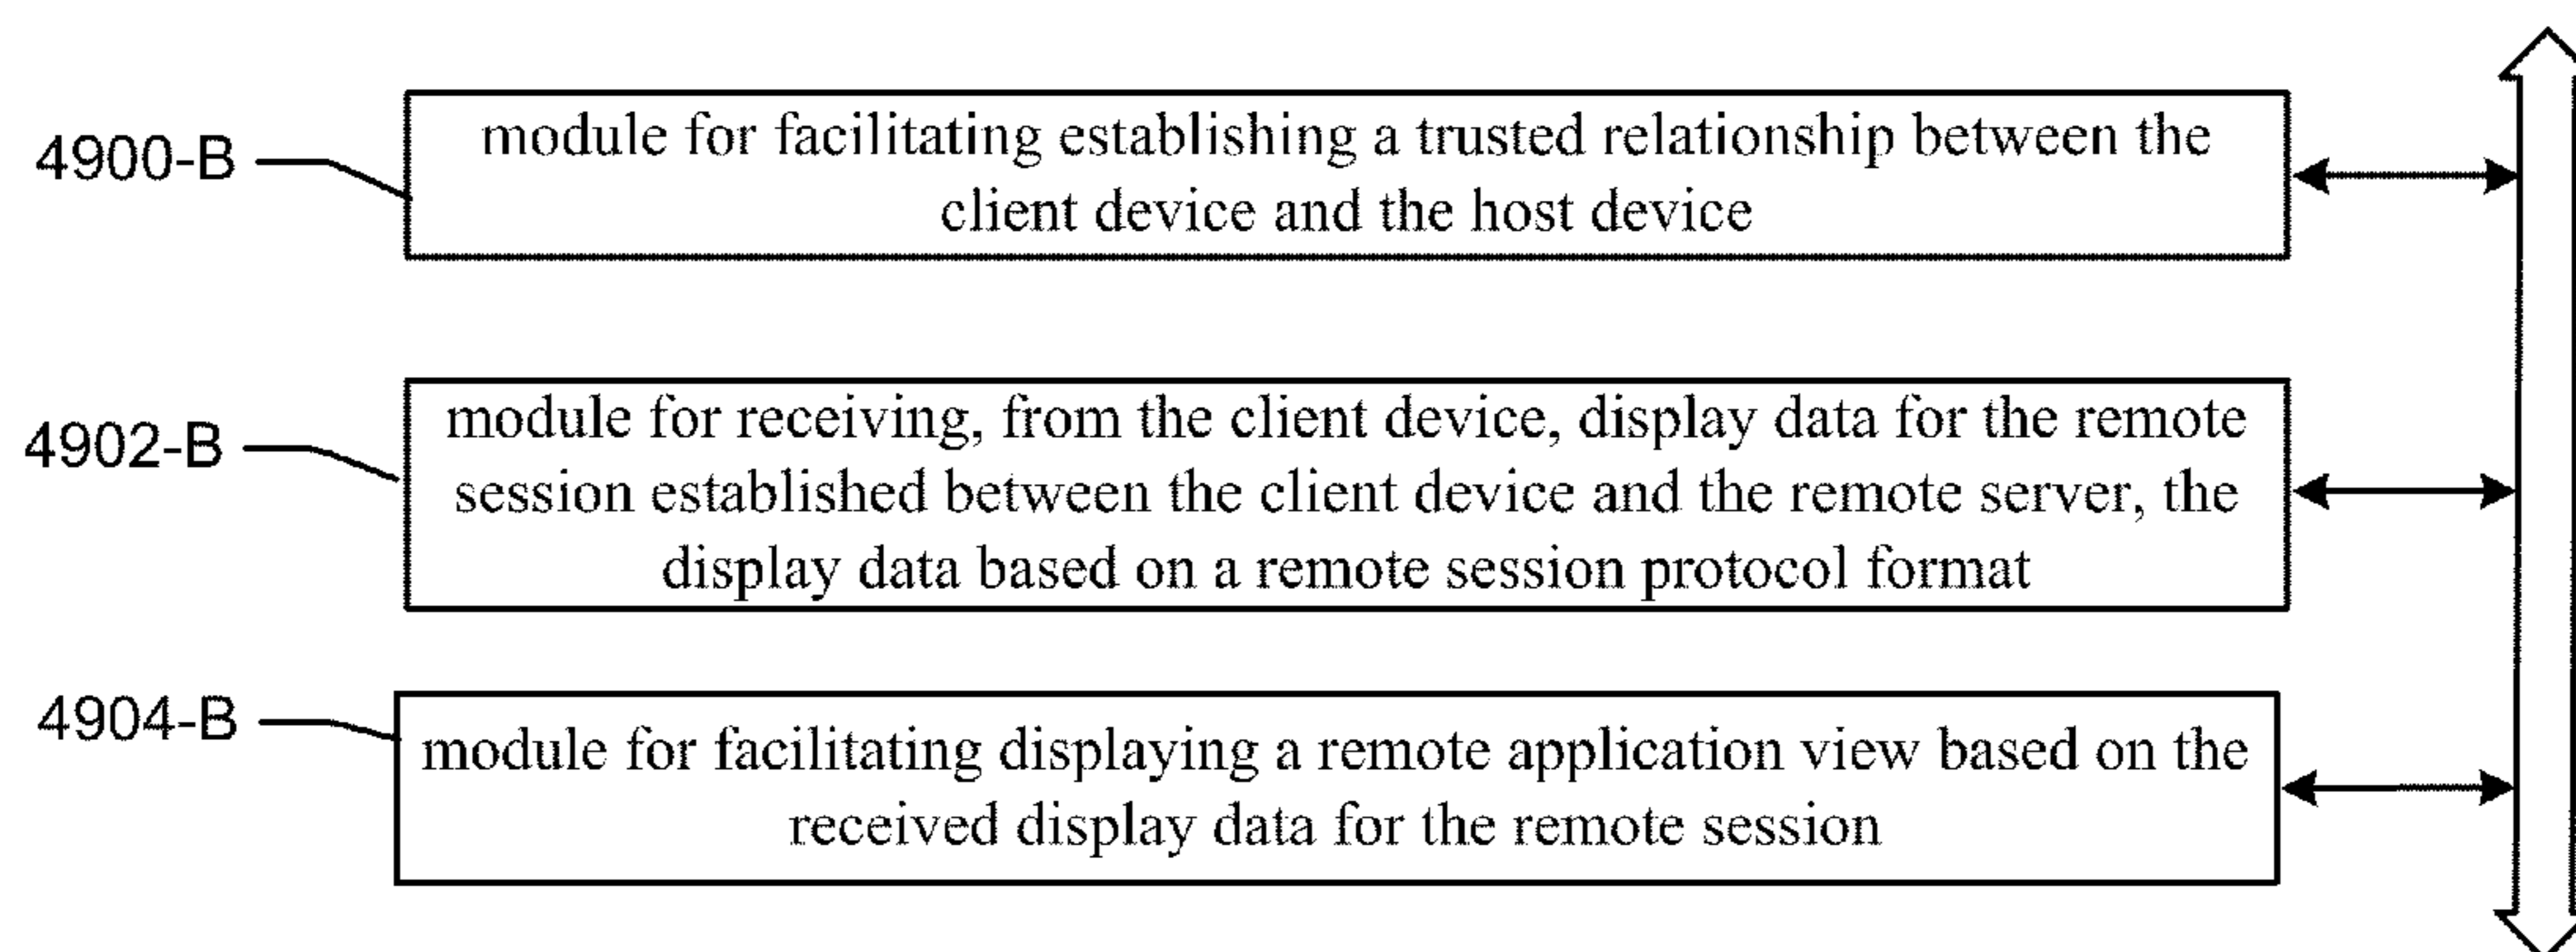 4900-B
module for facilitating establishing a trusted relationship between the
client device and the host device
4902-B
module for receiving, from the client device, display data for the remote
session established between the client device and the remote server, the
display data based on a remote session protocol format
4904-B
module for facilitating displaying a remote application view based on the
received display data for the remote session